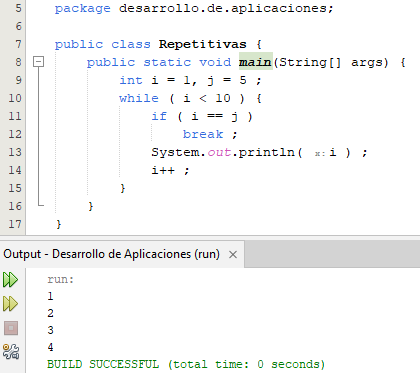 5 package desarrollo.de.aplicaciones;
6
7 public class Repetitivas {
8 public static void main(String[] args) {
9 int i = 1, j = 5 ;
10 while ( i < 10 ) {
11 if ( i == j )
12 break ;
13 System.out.println( x: i ) ;
14 i++ ;
15 }
16 }
17 }
Output - Desarrollo de Aplicaciones (run) ×
run:
1
2
3
4
BUILD SUCCESSFUL (total time: 0 seconds)